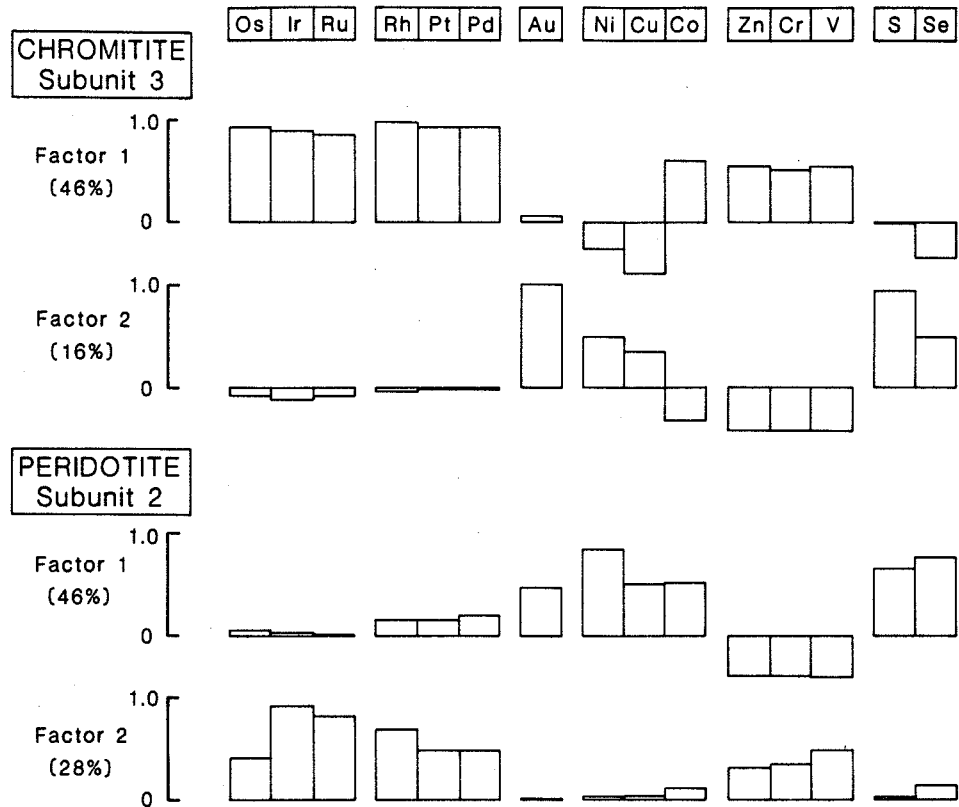 Os Ir Ru Rh Pt Pd Au Ni Cu Co Zn Cr V S Se
CHROMITITE
Subunit 3
1.0
Factor 1
(46%)
0
1.0
Factor 2
(16%)
0
PERIDOTITE
Subunit 2
1.0
Factor 1
(46%)
0
1.0
Factor 2
(28%)
0